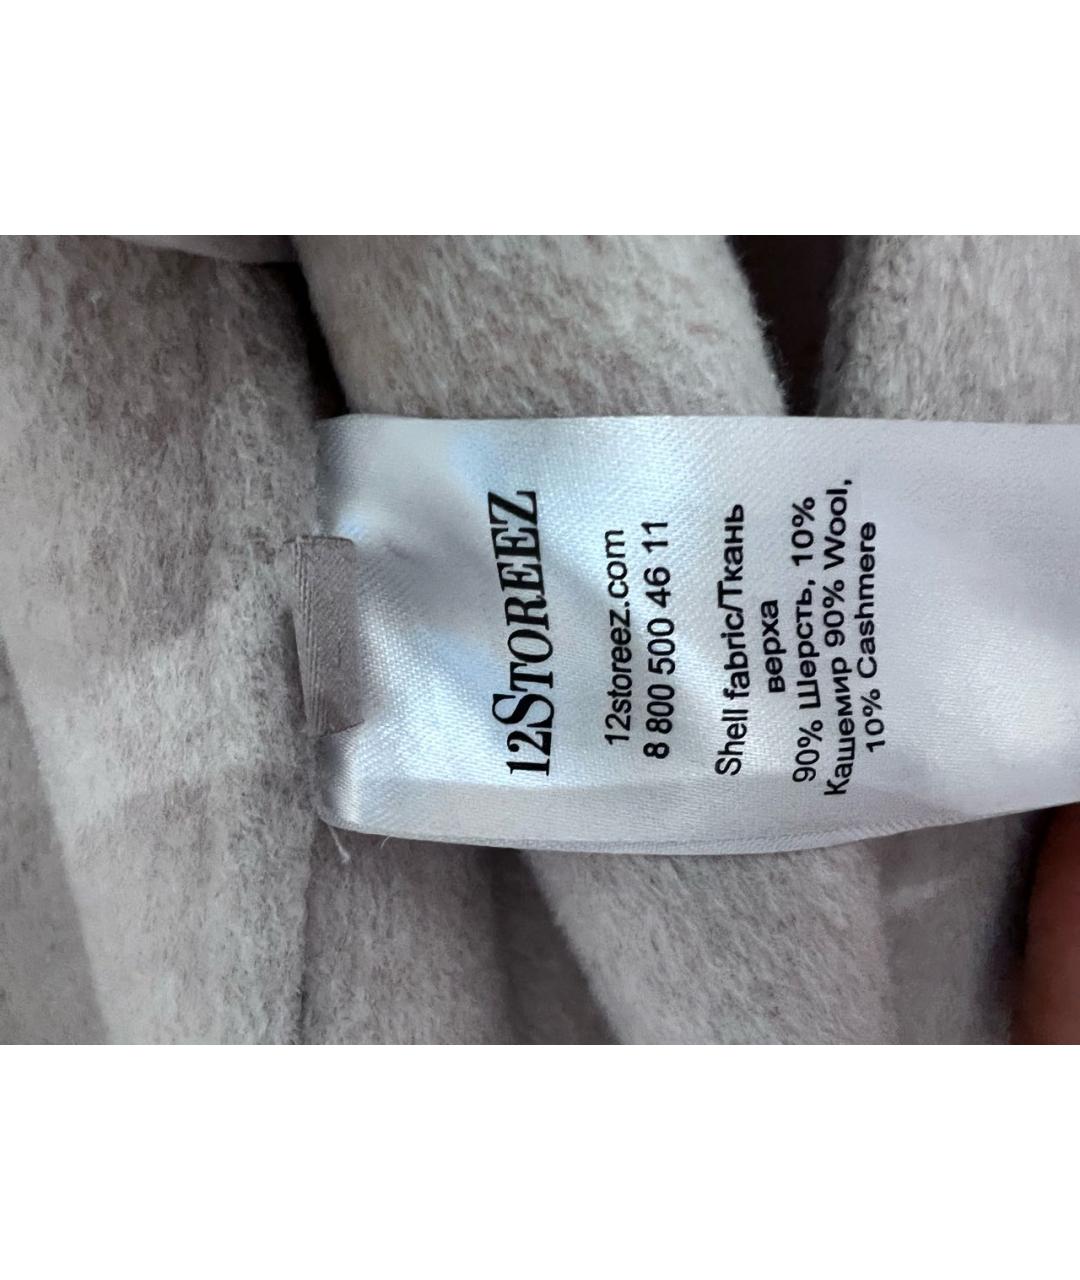 12STOREEZ
12storeez.com
8 800 500 46 11
Shell fabric/Ткань
верха
90% Шерсть, 10%
Кашемир 90% Wool,
10% Cashmere